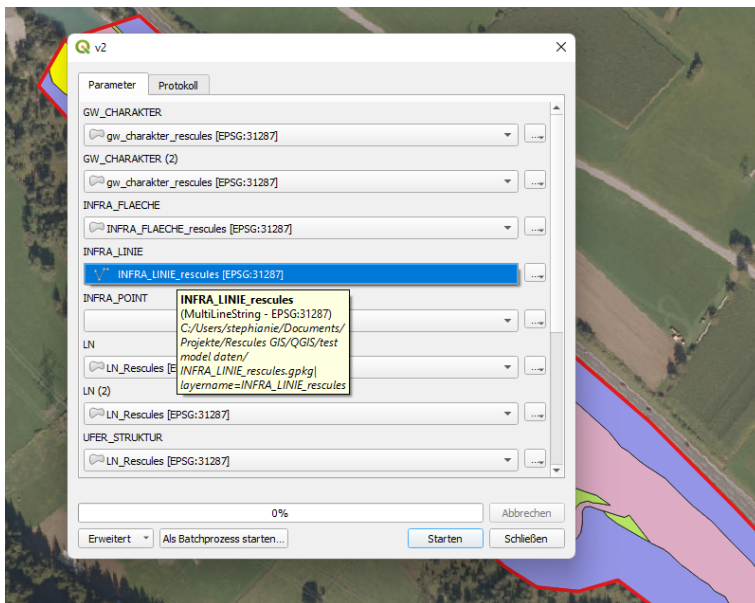 v2
Parameter
Protokoll
GW_CHARAKTER
gw_charakter_rescules [EPSG:31287]
...
GW_CHARAKTER (2)
gw_charakter_rescules [EPSG:31287]
...
INFRA_FLAECHE
INFRA_FLAECHE_rescules [EPSG:31287]
...
INFRA_LINIE
INFRA_LINIE_rescules [EPSG:31287]
...
INFRA_POINT
...
INFRA_LINIE_rescules
(MultiLineString - EPSG:31287)
C:/Users/stephianie/Documents/
Projekte/Rescules GIS/QGIS/test
model daten/
INFRA_LINIE_rescules.gpkg|
layername=INFRA_LINIE_rescules
LN
LN_Rescules [E
...
LN (2)
LN_Rescules [EPSG:31287]
...
UFER_STRUKTUR
LN_Rescules [EPSG:31287]
...
0%
Abbrechen
Erweitert
Als Batchprozess starten...
Starten
Schließen